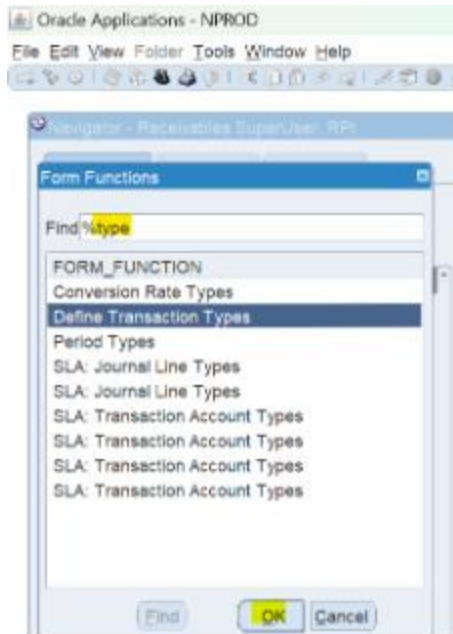 Oracle Applications - NPROD
File Edit View Folder Tools Window Help
Navigator - Receivables SuperUser, RPI
Form Functions
Find %type
FORM_FUNCTION
Conversion Rate Types
Define Transaction Types
Period Types
SLA: Journal Line Types
SLA: Journal Line Types
SLA: Transaction Account Types
SLA: Transaction Account Types
SLA: Transaction Account Types
SLA: Transaction Account Types
Find OK Cancel